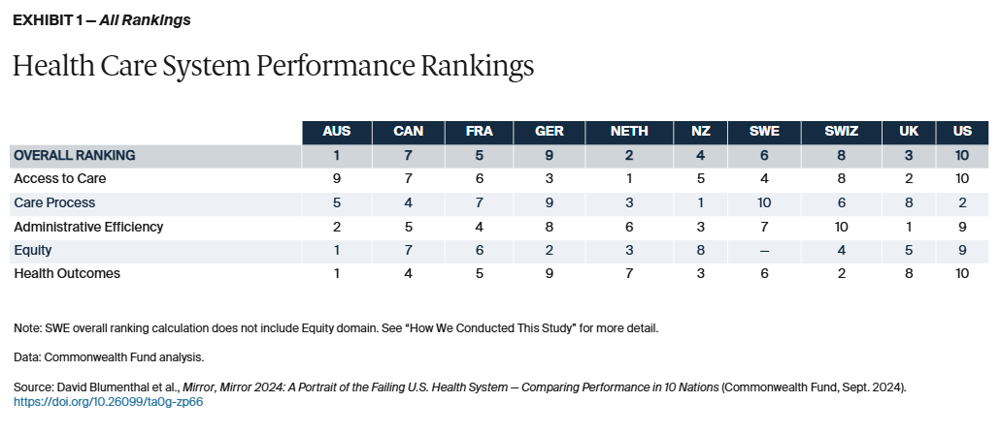 EXHIBIT 1 — All Rankings
Health Care System Performance Rankings
AUS CAN FRA GER NETH NZ SWE SWIZ UK US
OVERALL RANKING 1 7 5 9 2 4 6 8 3 10
Access to Care 9 7 6 3 1 5 4 8 2 10
Care Process 5 4 7 9 3 1 10 6 8 2
Administrative Efficiency 2 5 4 8 6 3 7 10 1 9
Equity 1 7 6 2 3 8 — 4 5 9
Health Outcomes 1 4 5 9 7 3 6 2 8 10
Note: SWE overall ranking calculation does not include Equity domain. See “How We Conducted This Study” for more detail.
Data: Commonwealth Fund analysis.
Source: David Blumenthal et al., Mirror, Mirror 2024: A Portrait of the Failing U.S. Health System — Comparing Performance in 10 Nations (Commonwealth Fund, Sept. 2024).
https://doi.org/10.26099/ta0g-zp66